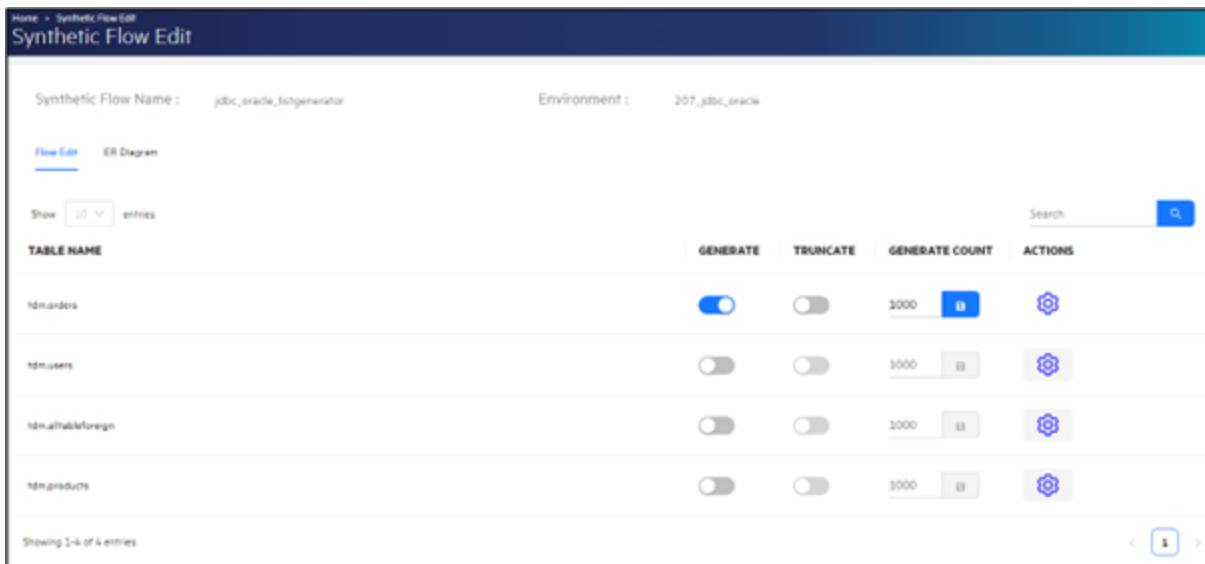 Home > Synthetic Flow Edit
Synthetic Flow Edit
Synthetic Flow Name : jdbc_oracle_listgenerator Environment : 207_jdbc_oracle
Flow Edit ER Diagram
Show 10 entries Search
TABLE NAME GENERATE TRUNCATE GENERATE COUNT ACTIONS
tdm.orders 1000
tdm.users 1000
tdm.alltableforeign 1000
tdm.products 1000
Showing 1-4 of 4 entries < 1 >